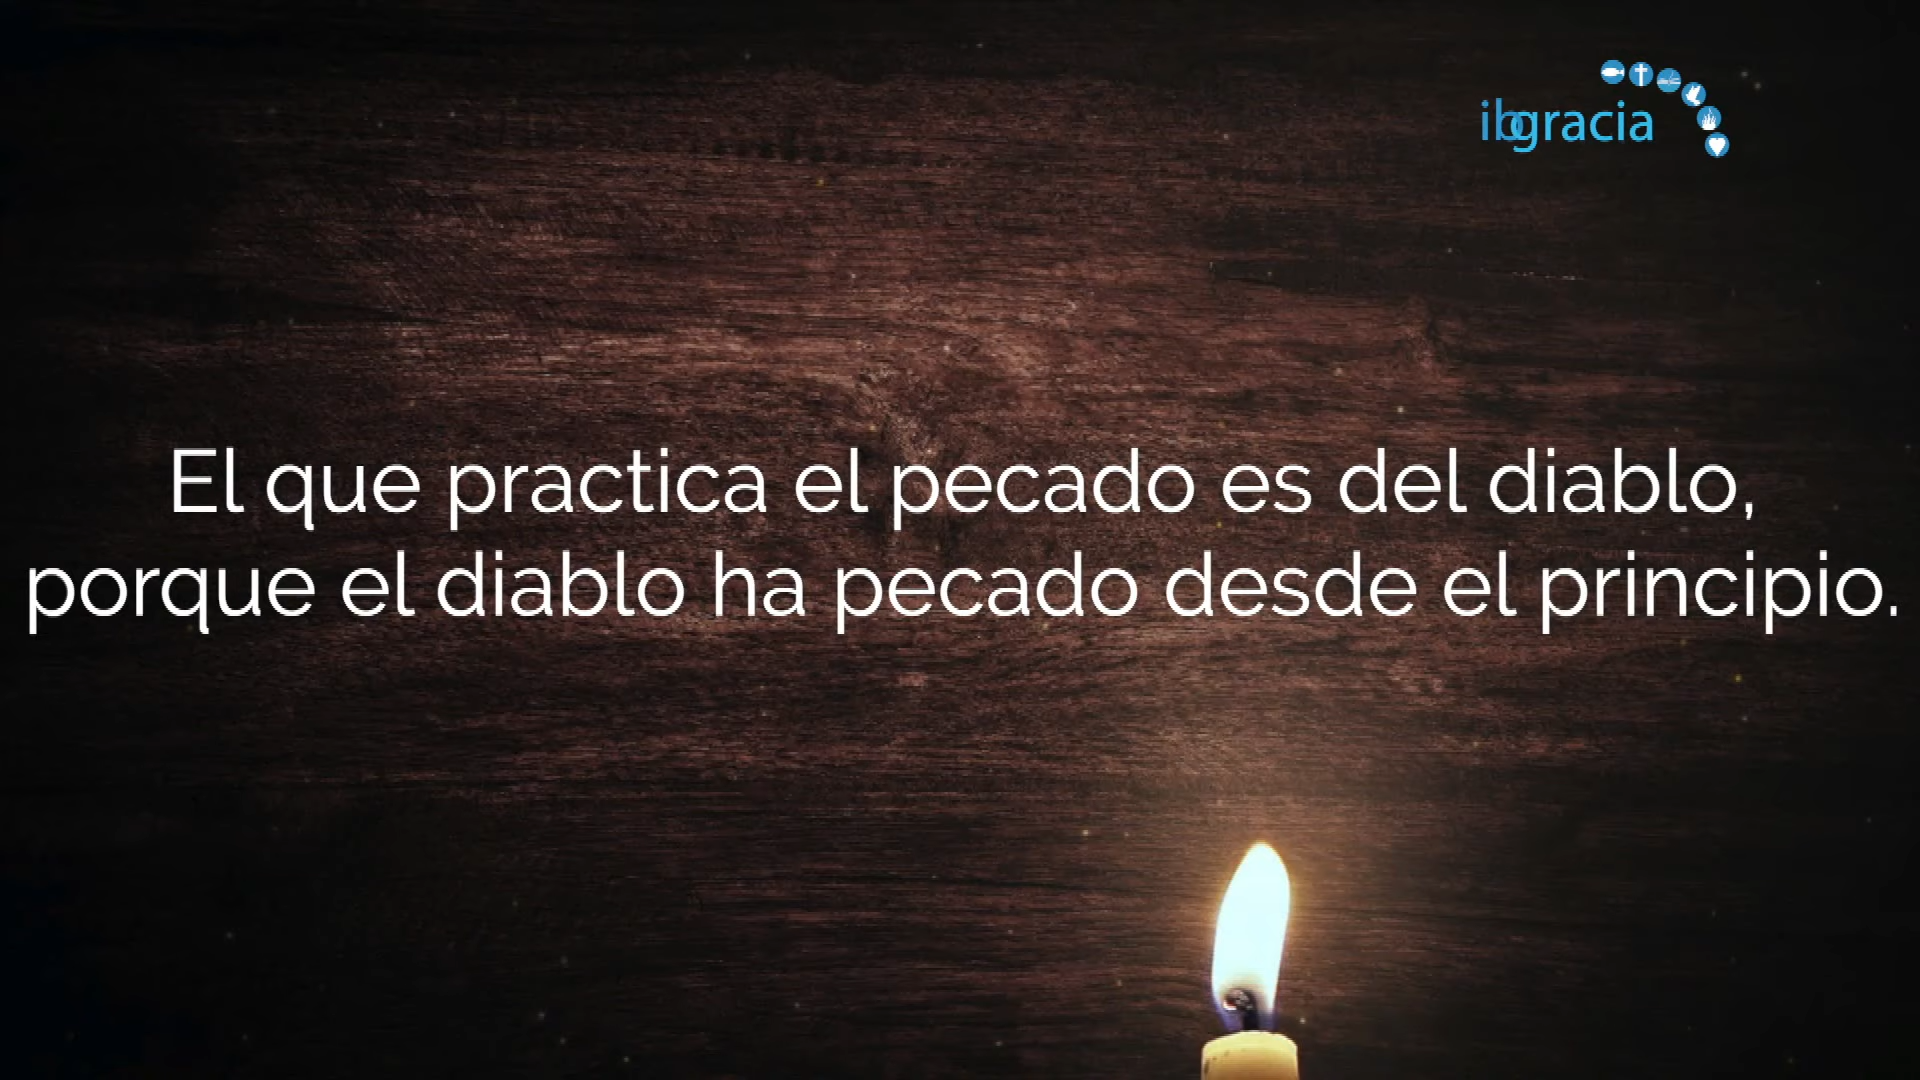 ibgracia
El que practica el pecado es del diablo,
porque el diablo ha pecado desde el principio.